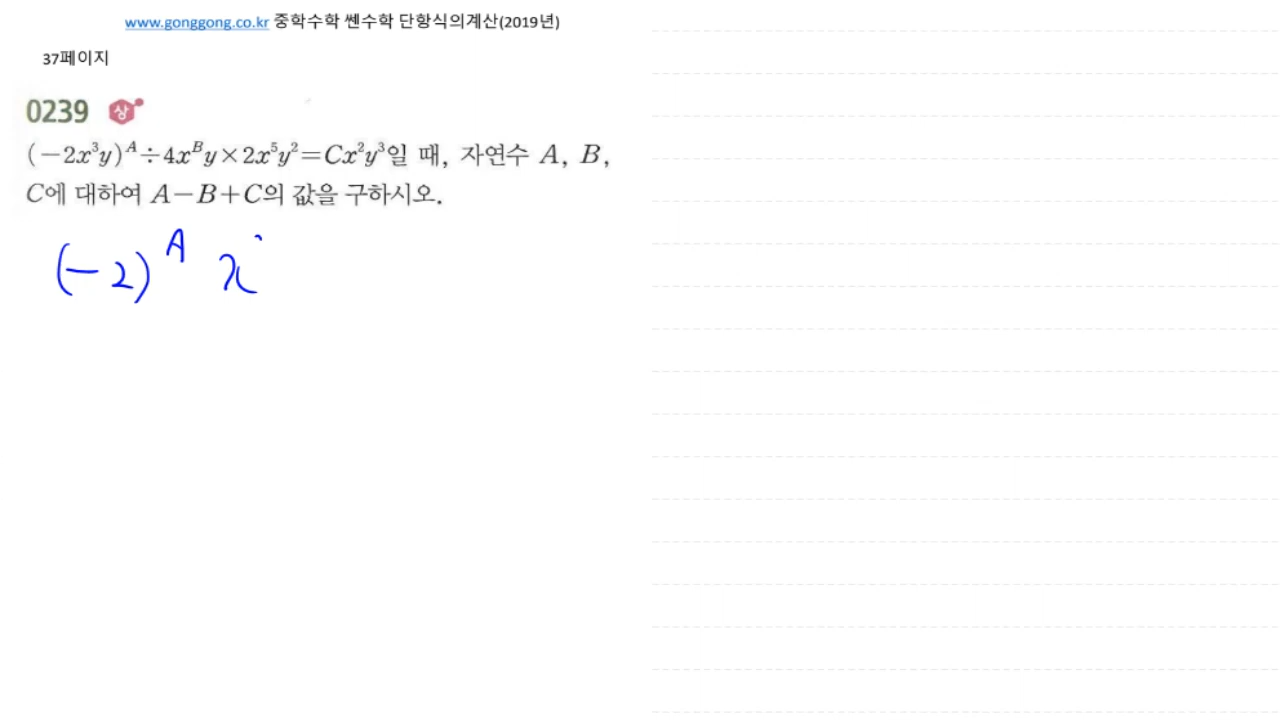 www.gonggong.co.kr 중학수학 쎈수학 단항식의계산(2019년)
37페이지
0239 상
(-2x³y)ᴬ÷4xᴮy×2x⁵y²=Cx²y³일 때, 자연수 A, B,
C에 대하여 A-B+C의 값을 구하시오.
(-2)ᴬ x